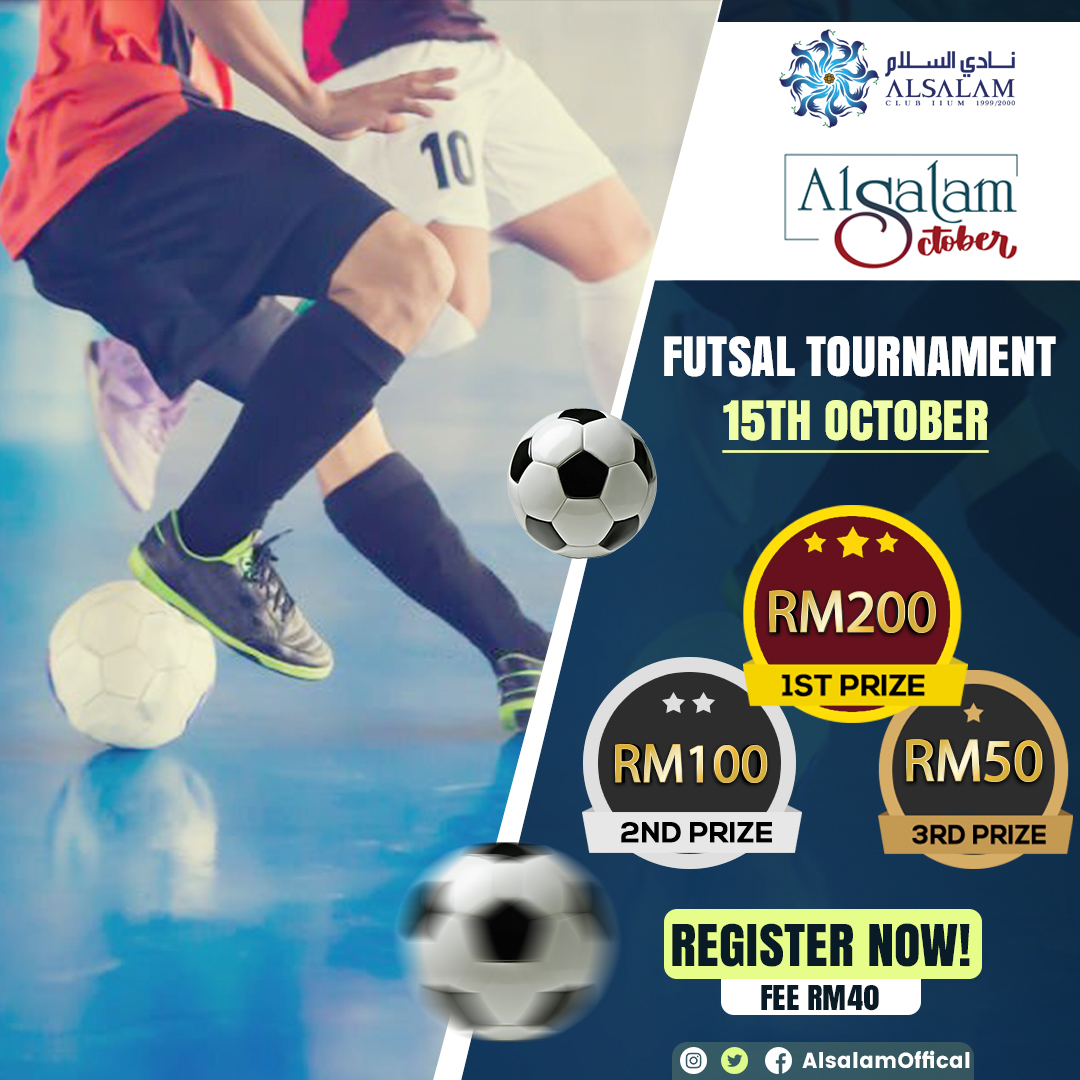 10
نادي السلام
ALSALAM
CLUB IIUM 1999/2000
Alsalam
October
FUTSAL TOURNAMENT
15TH OCTOBER
RM200
1ST PRIZE
RM100
2ND PRIZE
RM50
3RD PRIZE
REGISTER NOW!
FEE RM40
AlsalamOffical